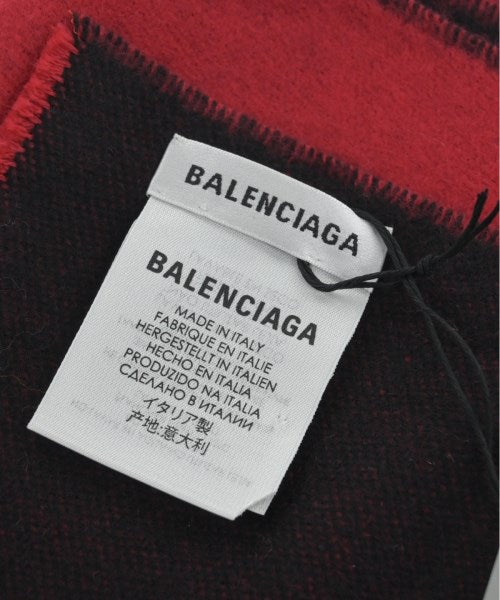 BALENCIAGA
BALENCIAGA
MADE IN ITALY
FABRIQUE EN ITALIE
HERGESTELLT IN ITALIEN
HECHO EN ITALIA
PRODUZIDO NA ITALIA
СДЕЛАНО В ИТАЛИИ
イタリア製
产地:意大利